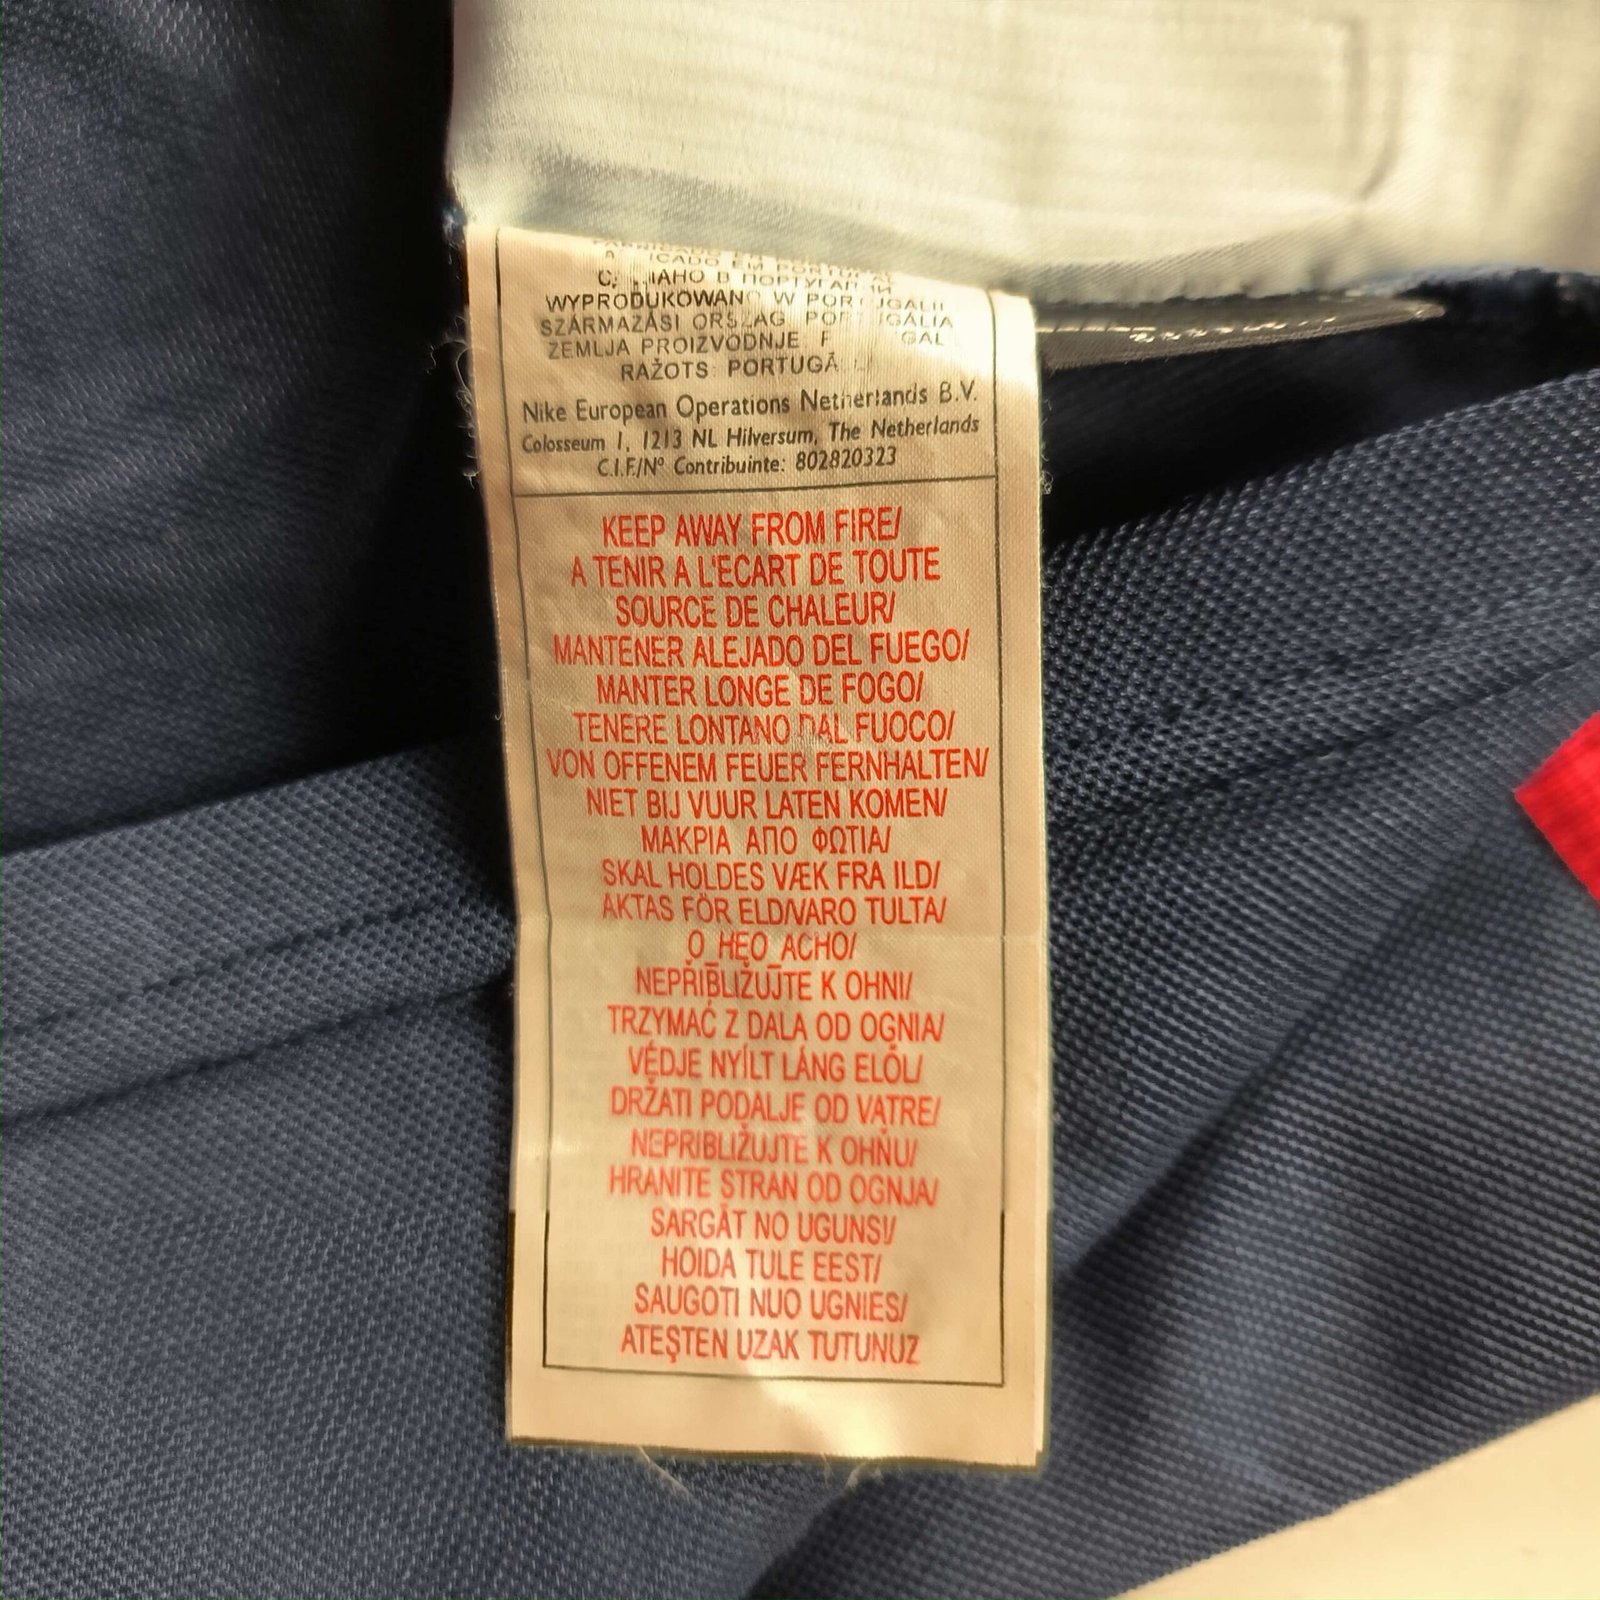 WYPRODUKOWANO W
SZÁRMAZÁSI ORSZÁG
ZEMLJA PROIZVODNJE
RAŽOTS
Nike European Operations Netherlands B.V.
Colosseum 1, 1213 NL Hilversum, The Netherlands
C.I.F./Nº Contribuinte: 802820323
KEEP AWAY FROM FIRE/
A TENIR A L'ECART DE TOUTE
SOURCE DE CHALEUR/
MANTENER ALEJADO DEL FUEGO/
MANTER LONGE DE FOGO/
TENERE LONTANO DAL FUOCO/
VON OFFENEM FEUER FERNHALTEN/
NIET BIJ VUUR LATEN KOMEN/
ΜΑΚΡΙΑ ΑΠΟ ΦΩΤΙΑ/
SKAL HOLDES VÆK FRA ILD/
AKTAS FÖR ELD/VARO TULTA/
O_HEO_ACHO/
NEPŘIBLIŽUJTE K OHNI/
TRZYMAĆ Z DALA OD OGNIA/
VÉDJE NYÍLT LÁNG ELŐL/
DRŽATI PODALJE OD VATRE/
NEPRIBLIŽUJTE K OHŇU/
HRANITE STRAN OD OGNJA/
SARGĀT NO UGUNS/
HOIDA TULE EEST/
SAUGOTI NUO UGNIES/
ATEŞTEN UZAK TUTUNUZ